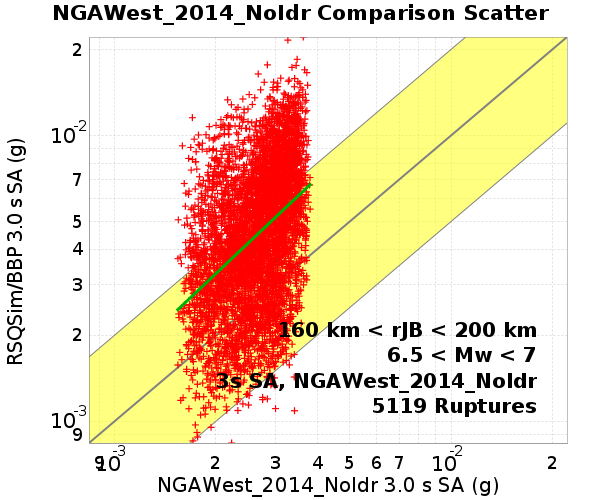 NGAWest_2014_NoIdr Comparison Scatter
RSQSim/BBP 3.0 s SA (g)
2
10-2
7
5
4
3
2
10-3
9
160 km < rJB < 200 km
6.5 < Mw < 7
3s SA, NGAWest_2014_NoIdr
5119 Ruptures
9 10-3 2 3 4 5 6 7 10-2 2
NGAWest_2014_NoIdr 3.0 s SA (g)